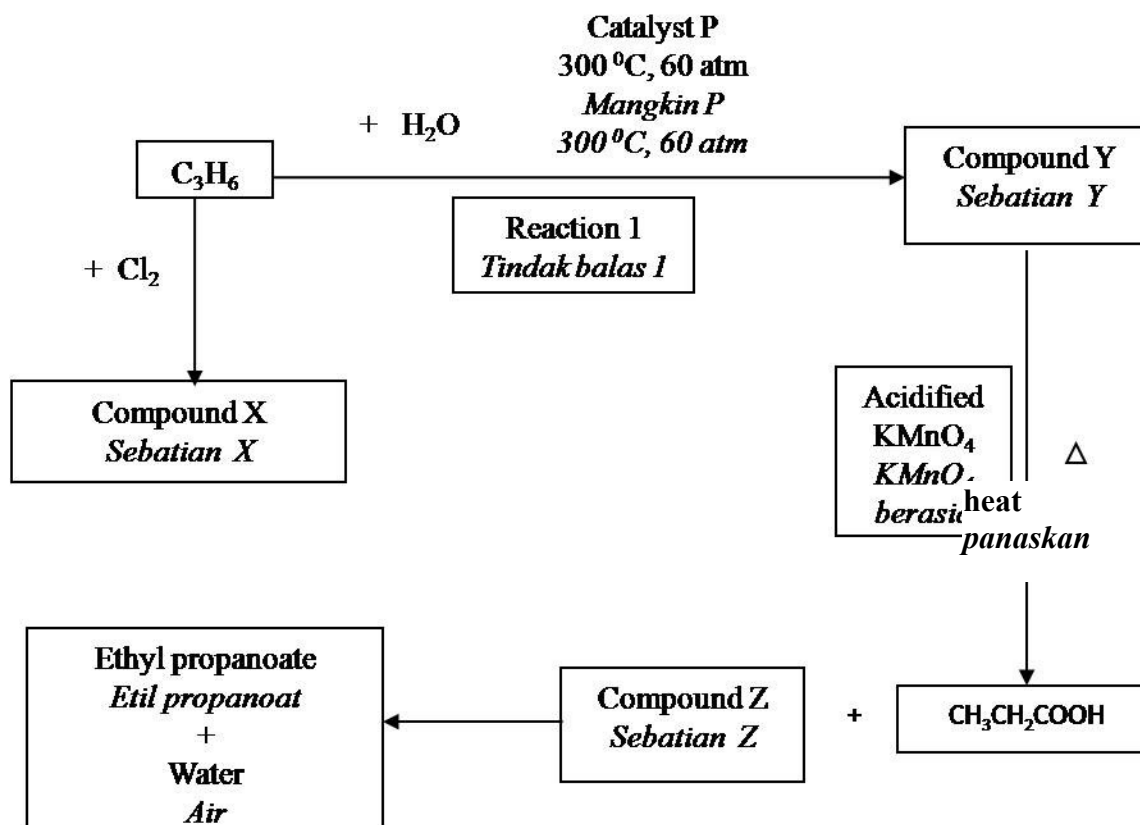 Catalyst P
300 ⁰C, 60 atm
Mangkin P
300 ⁰C, 60 atm
+ H₂O
C₃H₆
Compound Y
Sebatian Y
Reaction 1
Tindak balas 1
+ Cl₂
Compound X
Sebatian X
Acidified
KMnO₄
KMnO₄
△
heat
panaskan
Ethyl propanoate
Etil propanoat
+
Water
Air
Compound Z
Sebatian Z
+
CH₃CH₂COOH